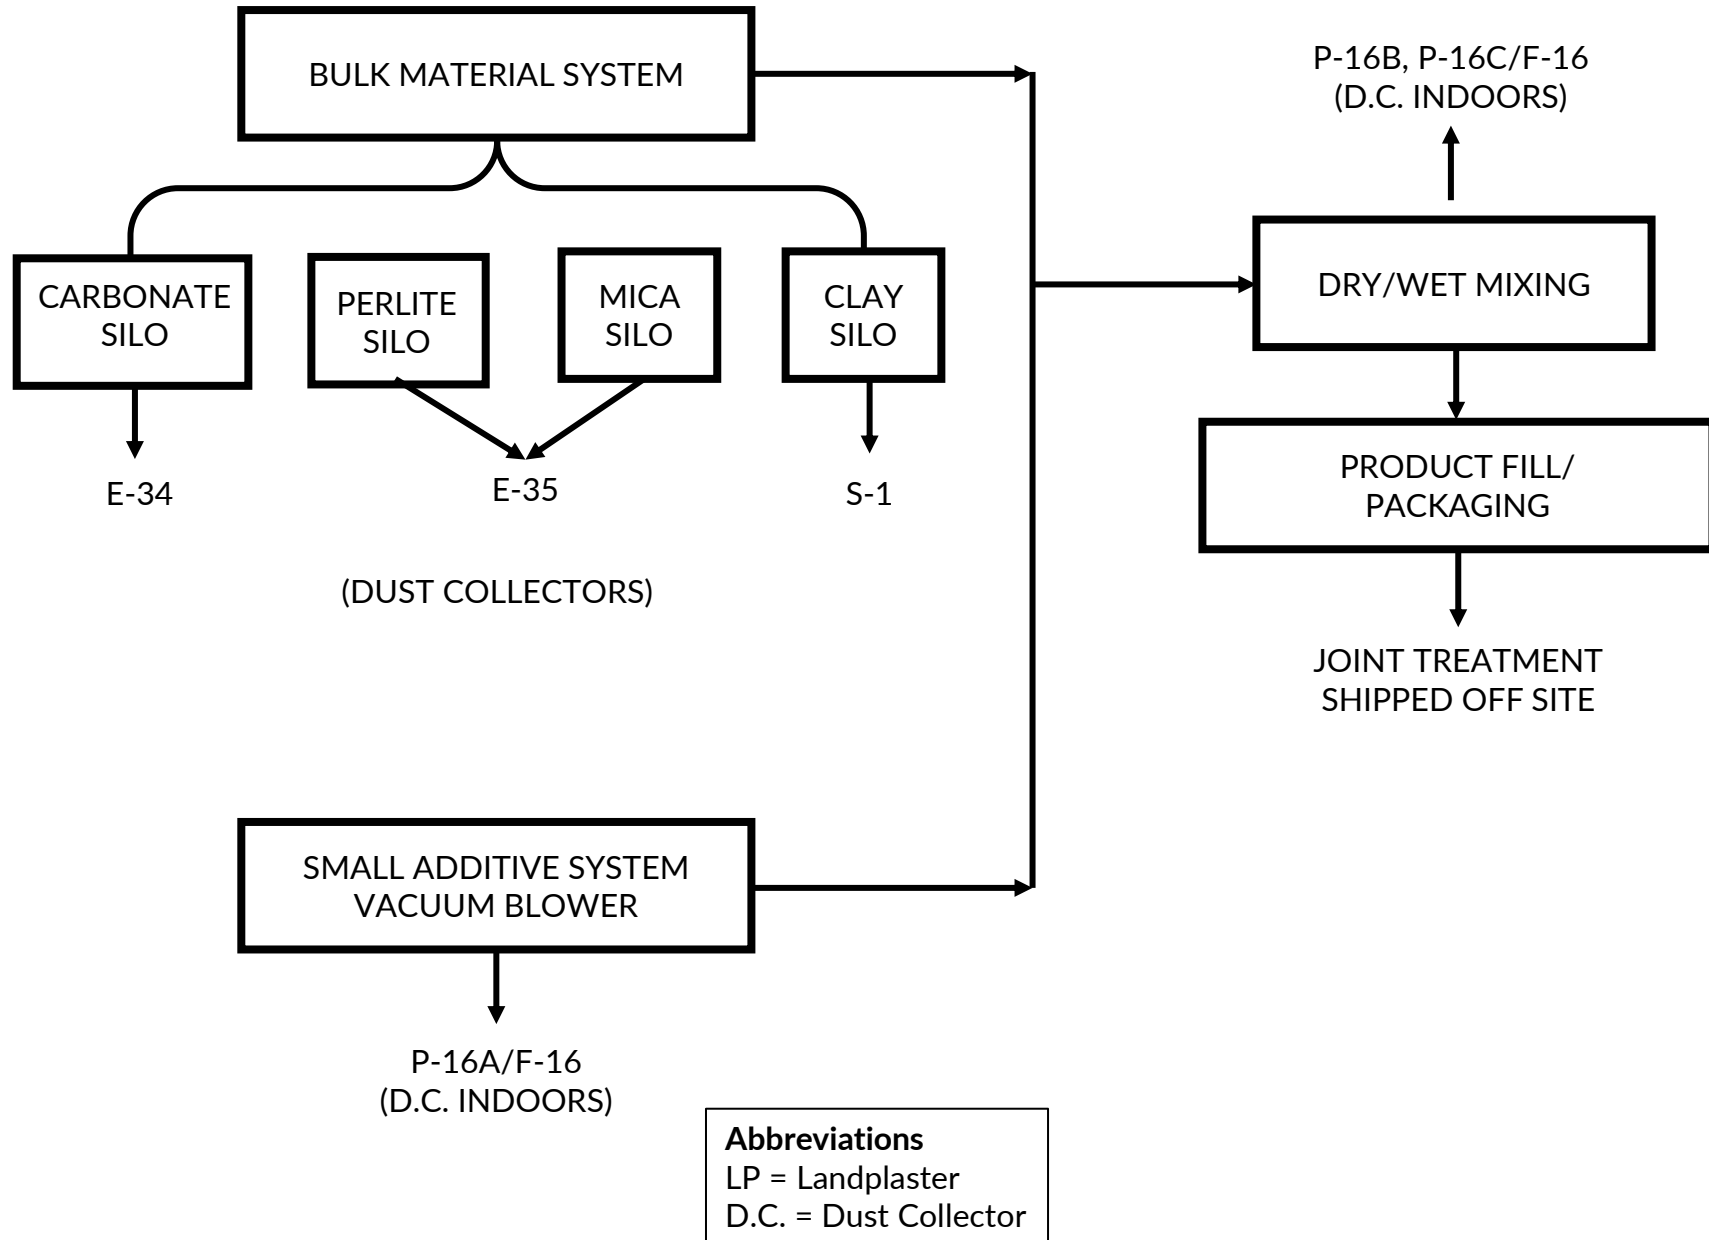 BULK MATERIAL SYSTEM
P-16B, P-16C/F-16
(D.C. INDOORS)
CARBONATE
SILO
PERLITE
SILO
MICA
SILO
CLAY
SILO
DRY/WET MIXING
E-34
E-35
S-1
PRODUCT FILL/
PACKAGING
(DUST COLLECTORS)
JOINT TREATMENT
SHIPPED OFF SITE
SMALL ADDITIVE SYSTEM
VACUUM BLOWER
P-16A/F-16
(D.C. INDOORS)
Abbreviations
LP = Landplaster
D.C. = Dust Collector